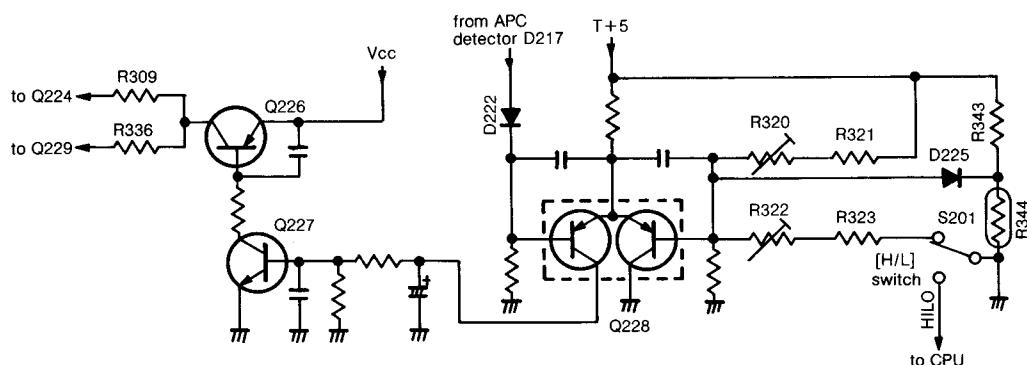 from APC
detector D217
T+5
Vcc
R309
to Q224
Q226
R336
to Q229
D222
R320
R321
R343
D225
R322
R323
S201
R344
[H/L]
switch
Q227
Q228
HILO
to CPU
+